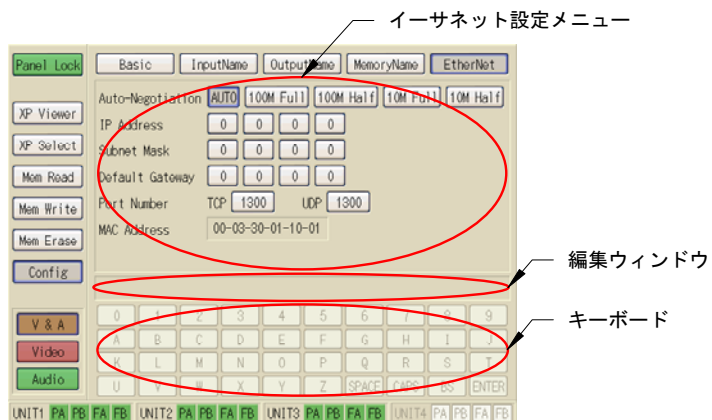 イーサネット設定メニュー
Panel Lock Basic InputName OutputName MemoryName EtherNet
Auto-Negotiation AUTO 100M Full 100M Half 10M Full 10M Half
XP Viewer
IP Address 0 0 0 0
XP Select
Subnet Mask 0 0 0 0
Mem Read
Default Gateway 0 0 0 0
Mem Write
Port Number TCP 1300 UDP 1300
MAC Address 00-03-30-01-10-01
Mem Erase
Config
編集ウィンドウ
キーボード
0 1 2 3 4 5 6 7 8 9
V & A
A B C D E F G H I J
Video
K L M N O P Q R S T
Audio
U V W X Y Z SPACE CAPS BS ENTER
UNIT1 PA PB FA FB UNIT2 PA PB FA FB UNIT3 PA PB FA FB UNIT4 PA PB FA FB